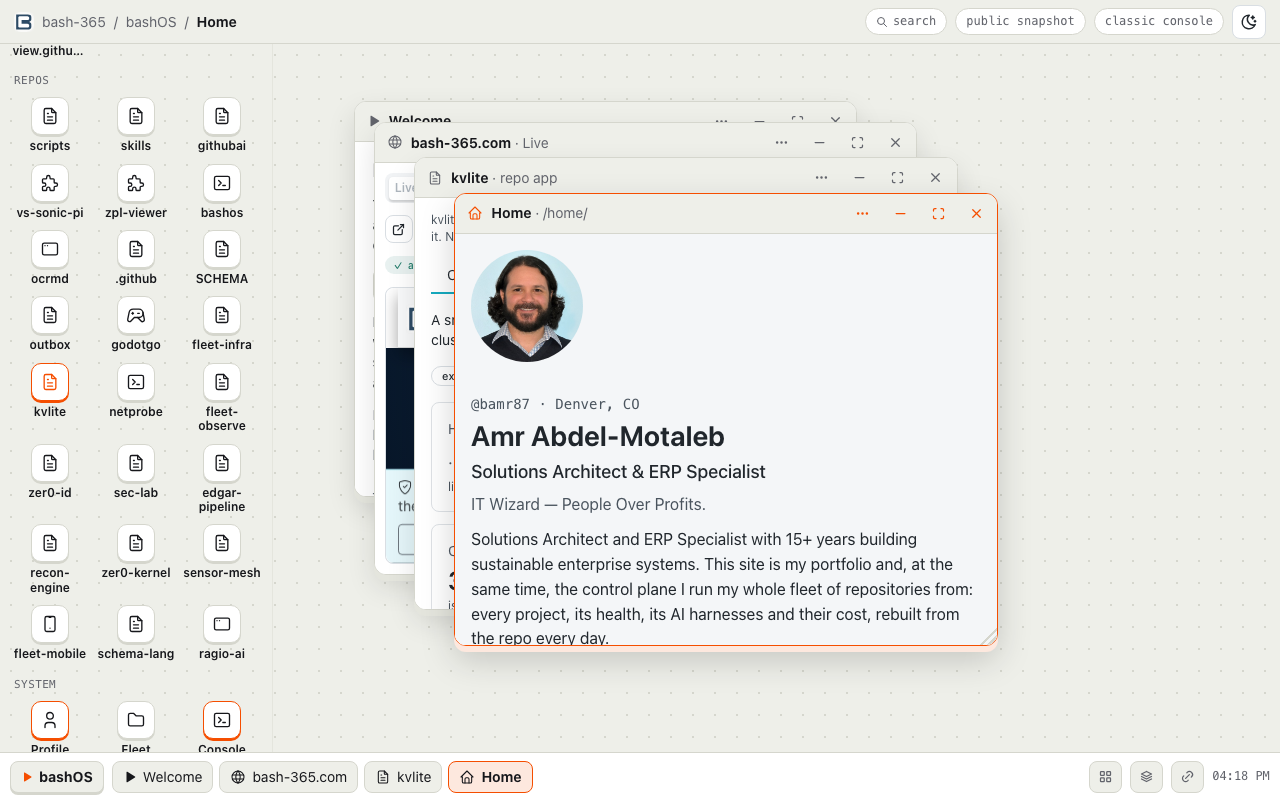 bash-365 / bashOS / Home
search
public snapshot
classic console
view.githu...
REPOS
scripts
skills
githubai
vs-sonic-pi
zpl-viewer
bashos
ocrmd
.github
SCHEMA
outbox
godotgo
fleet-infra
kvlite
netprobe
fleet-
observe
zer0-id
sec-lab
edgar-
pipeline
recon-
engine
zer0-kernel
sensor-mesh
fleet-mobile
schema-lang
ragio-ai
SYSTEM
Profile
Fleet
Console
Welcome
bash-365.com · Live
Live
kvlite · repo app
kvlite
it. N
the
Home · /home/
@bamr87 · Denver, CO
Amr Abdel-Motaleb
Solutions Architect & ERP Specialist
IT Wizard — People Over Profits.
Solutions Architect and ERP Specialist with 15+ years building
sustainable enterprise systems. This site is my portfolio and, at the
same time, the control plane I run my whole fleet of repositories from:
every project, its health, its AI harnesses and their cost, rebuilt from
the repo every day.
bashOS
Welcome
bash-365.com
kvlite
Home
04:18 PM